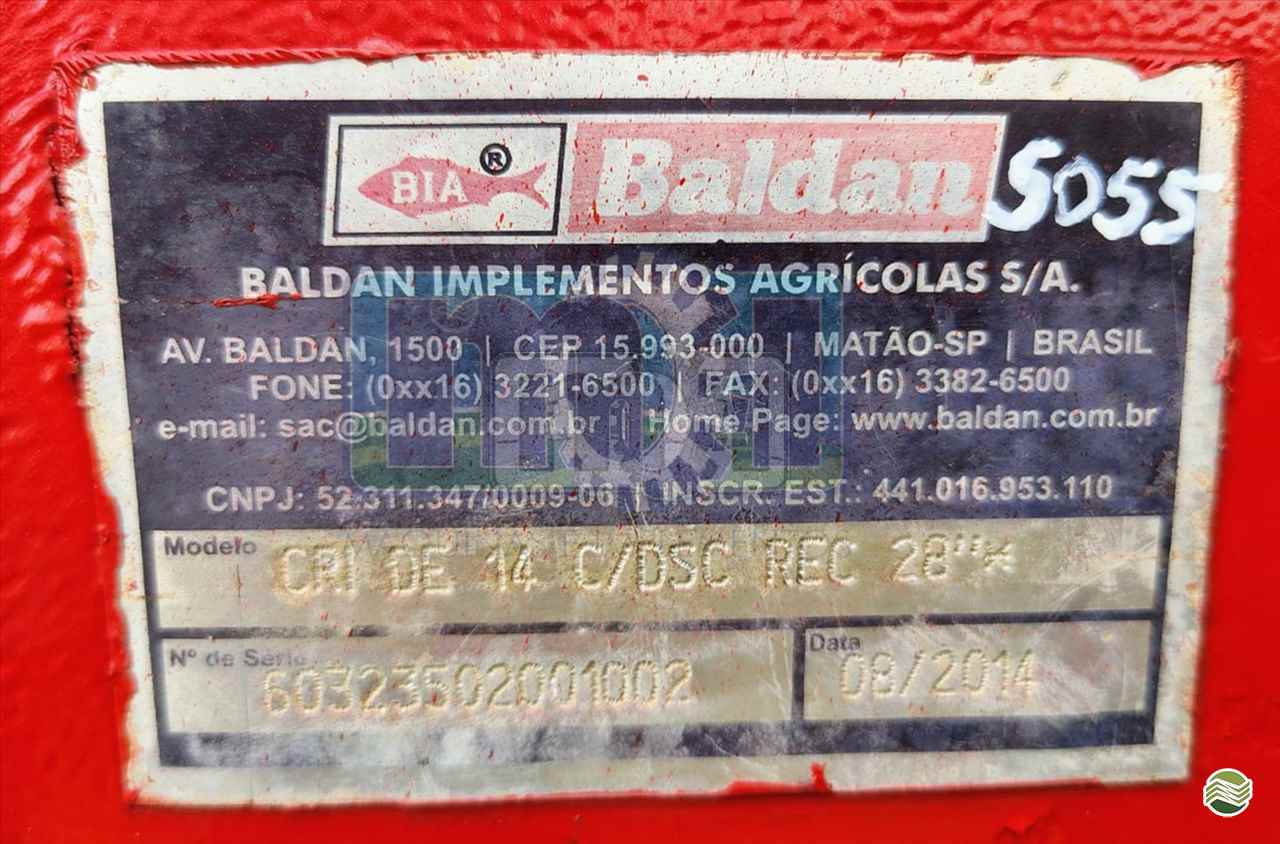 BIA ® Baldan 5055
BALDAN IMPLEMENTOS AGRÍCOLAS S/A.
AV. BALDAN, 1500 | CEP 15.993-000 | MATÃO-SP | BRASIL
FONE: (0xx16) 3221-6500 | FAX: (0xx16) 3382-6500
e-mail: sac@baldan.com.br Home Page: www.baldan.com.br
CNPJ: 52.311.347/0009-06 | INSCR. EST.: 441.016.953.110
Modelo CRI DE 14 C/DSC REC 28"*
Nº de Série 60323502001002
Data 08/2014